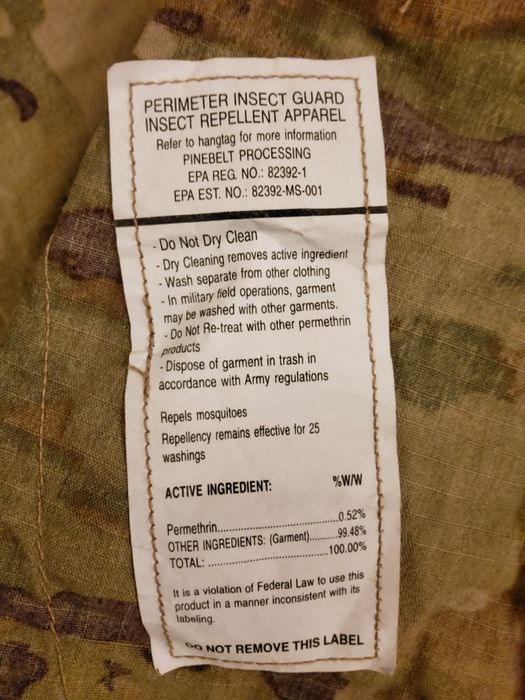 PERIMETER INSECT GUARD
INSECT REPELLENT APPAREL
Refer to hangtag for more information
PINEBELT PROCESSING
EPA REG. NO.: 82392-1
EPA EST. NO.: 82392-MS-001
- Do Not Dry Clean
- Dry Cleaning removes active ingredient
- Wash separate from other clothing
- In military field operations, garment
may be washed with other garments.
- Do Not Re-treat with other permethrin
products
- Dispose of garment in trash in
accordance with Army regulations
Repels mosquitoes
Repellency remains effective for 25
washings
ACTIVE INGREDIENT: %W/W
Permethrin..............................0.52%
OTHER INGREDIENTS: (Garment)..........99.48%
TOTAL: ..............................100.00%
It is a violation of Federal Law to use this
product in a manner inconsistent with its
labeling.
DO NOT REMOVE THIS LABEL